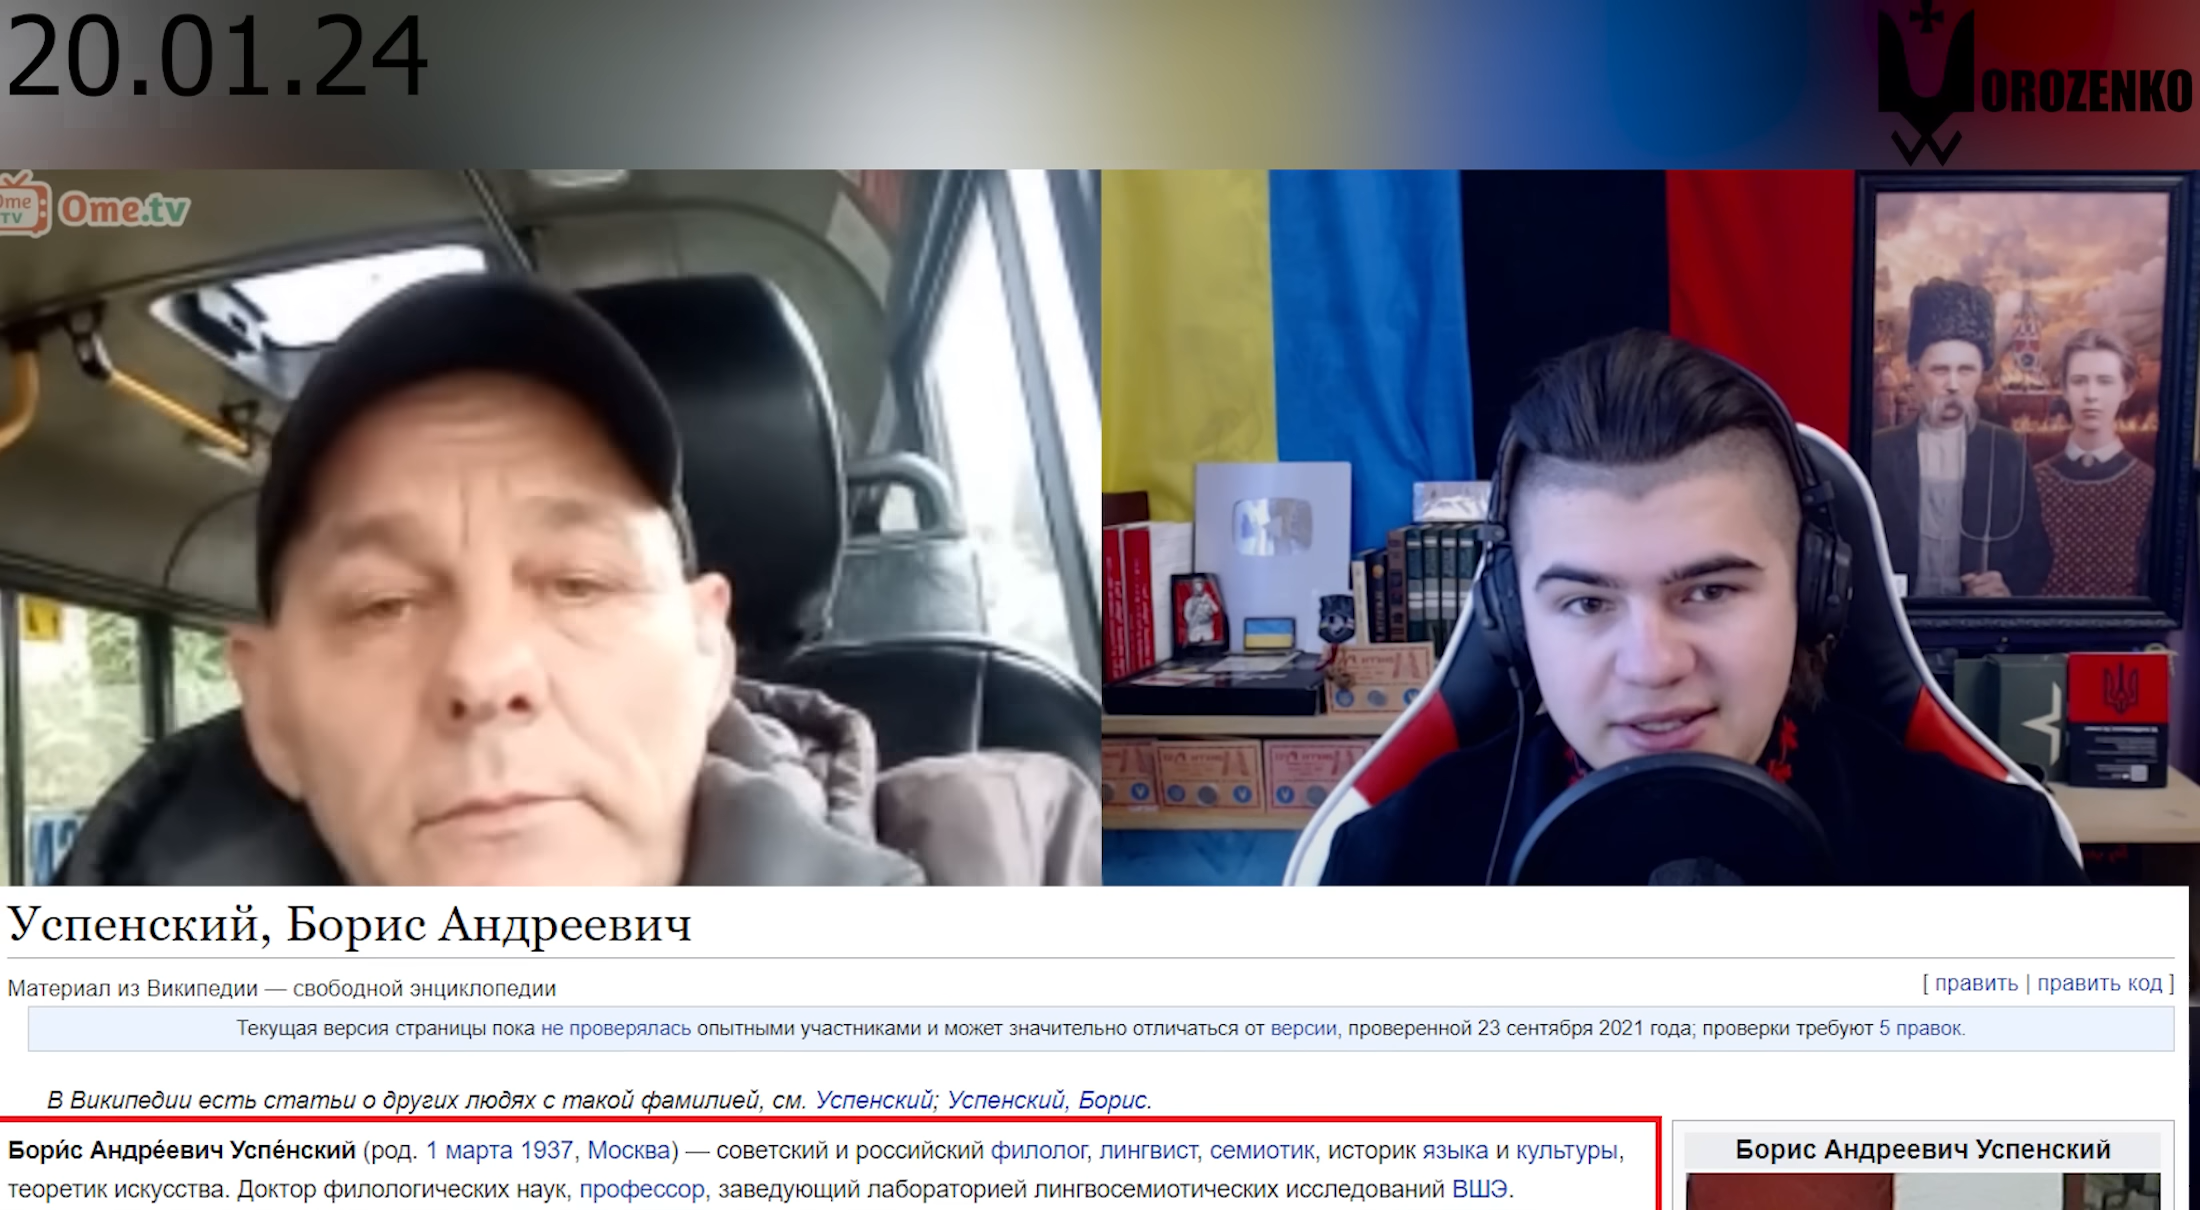 20.01.24
OROZENKO
Ome
TV
Ome.tv
Успенский, Борис Андреевич
Материал из Википедии — свободной энциклопедии
[ править | править код ]
Текущая версия страницы пока не проверялась опытными участниками и может значительно отличаться от версии, проверенной 23 сентября 2021 года; проверки требуют 5 правок.
В Википедии есть статьи о других людях с такой фамилией, см. Успенский; Успенский, Борис.
Бори́с Андре́евич Успе́нский (род. 1 марта 1937, Москва) — советский и российский филолог, лингвист, семиотик, историк языка и культуры,
теоретик искусства. Доктор филологических наук, профессор, заведующий лабораторией лингвосемиотических исследований ВШЭ.
Борис Андреевич Успенский